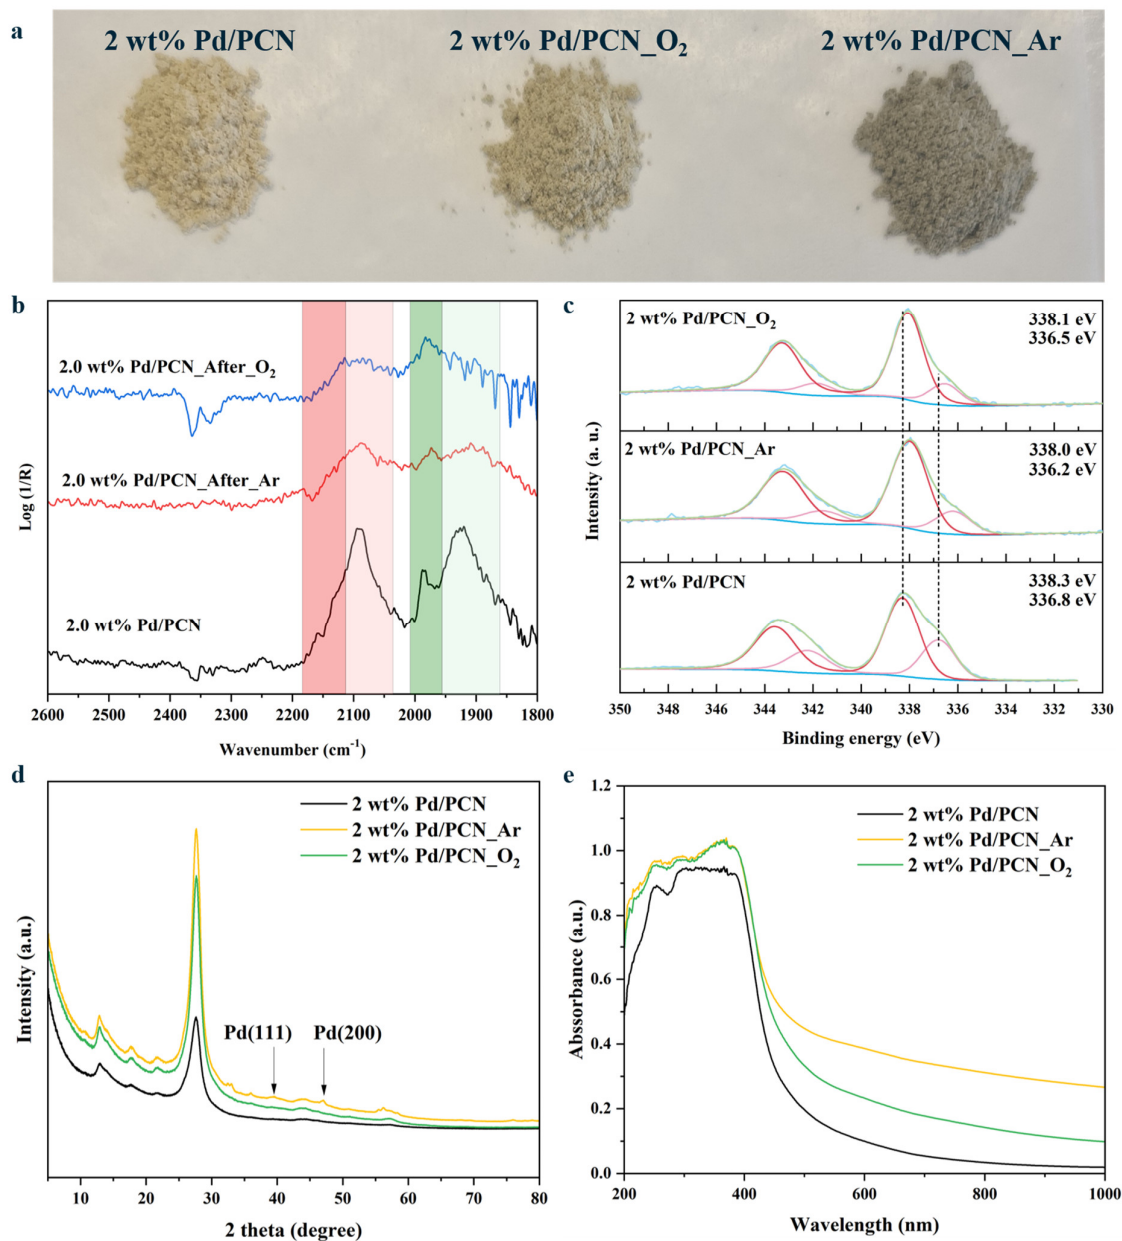 a
2 wt% Pd/PCN
2 wt% Pd/PCN_O₂
2 wt% Pd/PCN_Ar
b
2.0 wt% Pd/PCN_After_O₂
2.0 wt% Pd/PCN_After_Ar
2.0 wt% Pd/PCN
Log (1/R)
2600 2500 2400 2300 2200 2100 2000 1900 1800
Wavenumber (cm⁻¹)
c
2 wt% Pd/PCN_O₂
338.1 eV
336.5 eV
2 wt% Pd/PCN_Ar
338.0 eV
336.2 eV
2 wt% Pd/PCN
338.3 eV
336.8 eV
Intensity (a. u.)
350 348 346 344 342 340 338 336 334 332 330
Binding energy (eV)
d
2 wt% Pd/PCN
2 wt% Pd/PCN_Ar
2 wt% Pd/PCN_O₂
Pd(111)
Pd(200)
Intensity (a.u.)
10 20 30 40 50 60 70 80
2 theta (degree)
e
1.2
1.0
0.8
0.6
0.4
0.2
0.0
2 wt% Pd/PCN
2 wt% Pd/PCN_Ar
2 wt% Pd/PCN_O₂
Abssorbance (a.u.)
200 400 600 800 1000
Wavelength (nm)